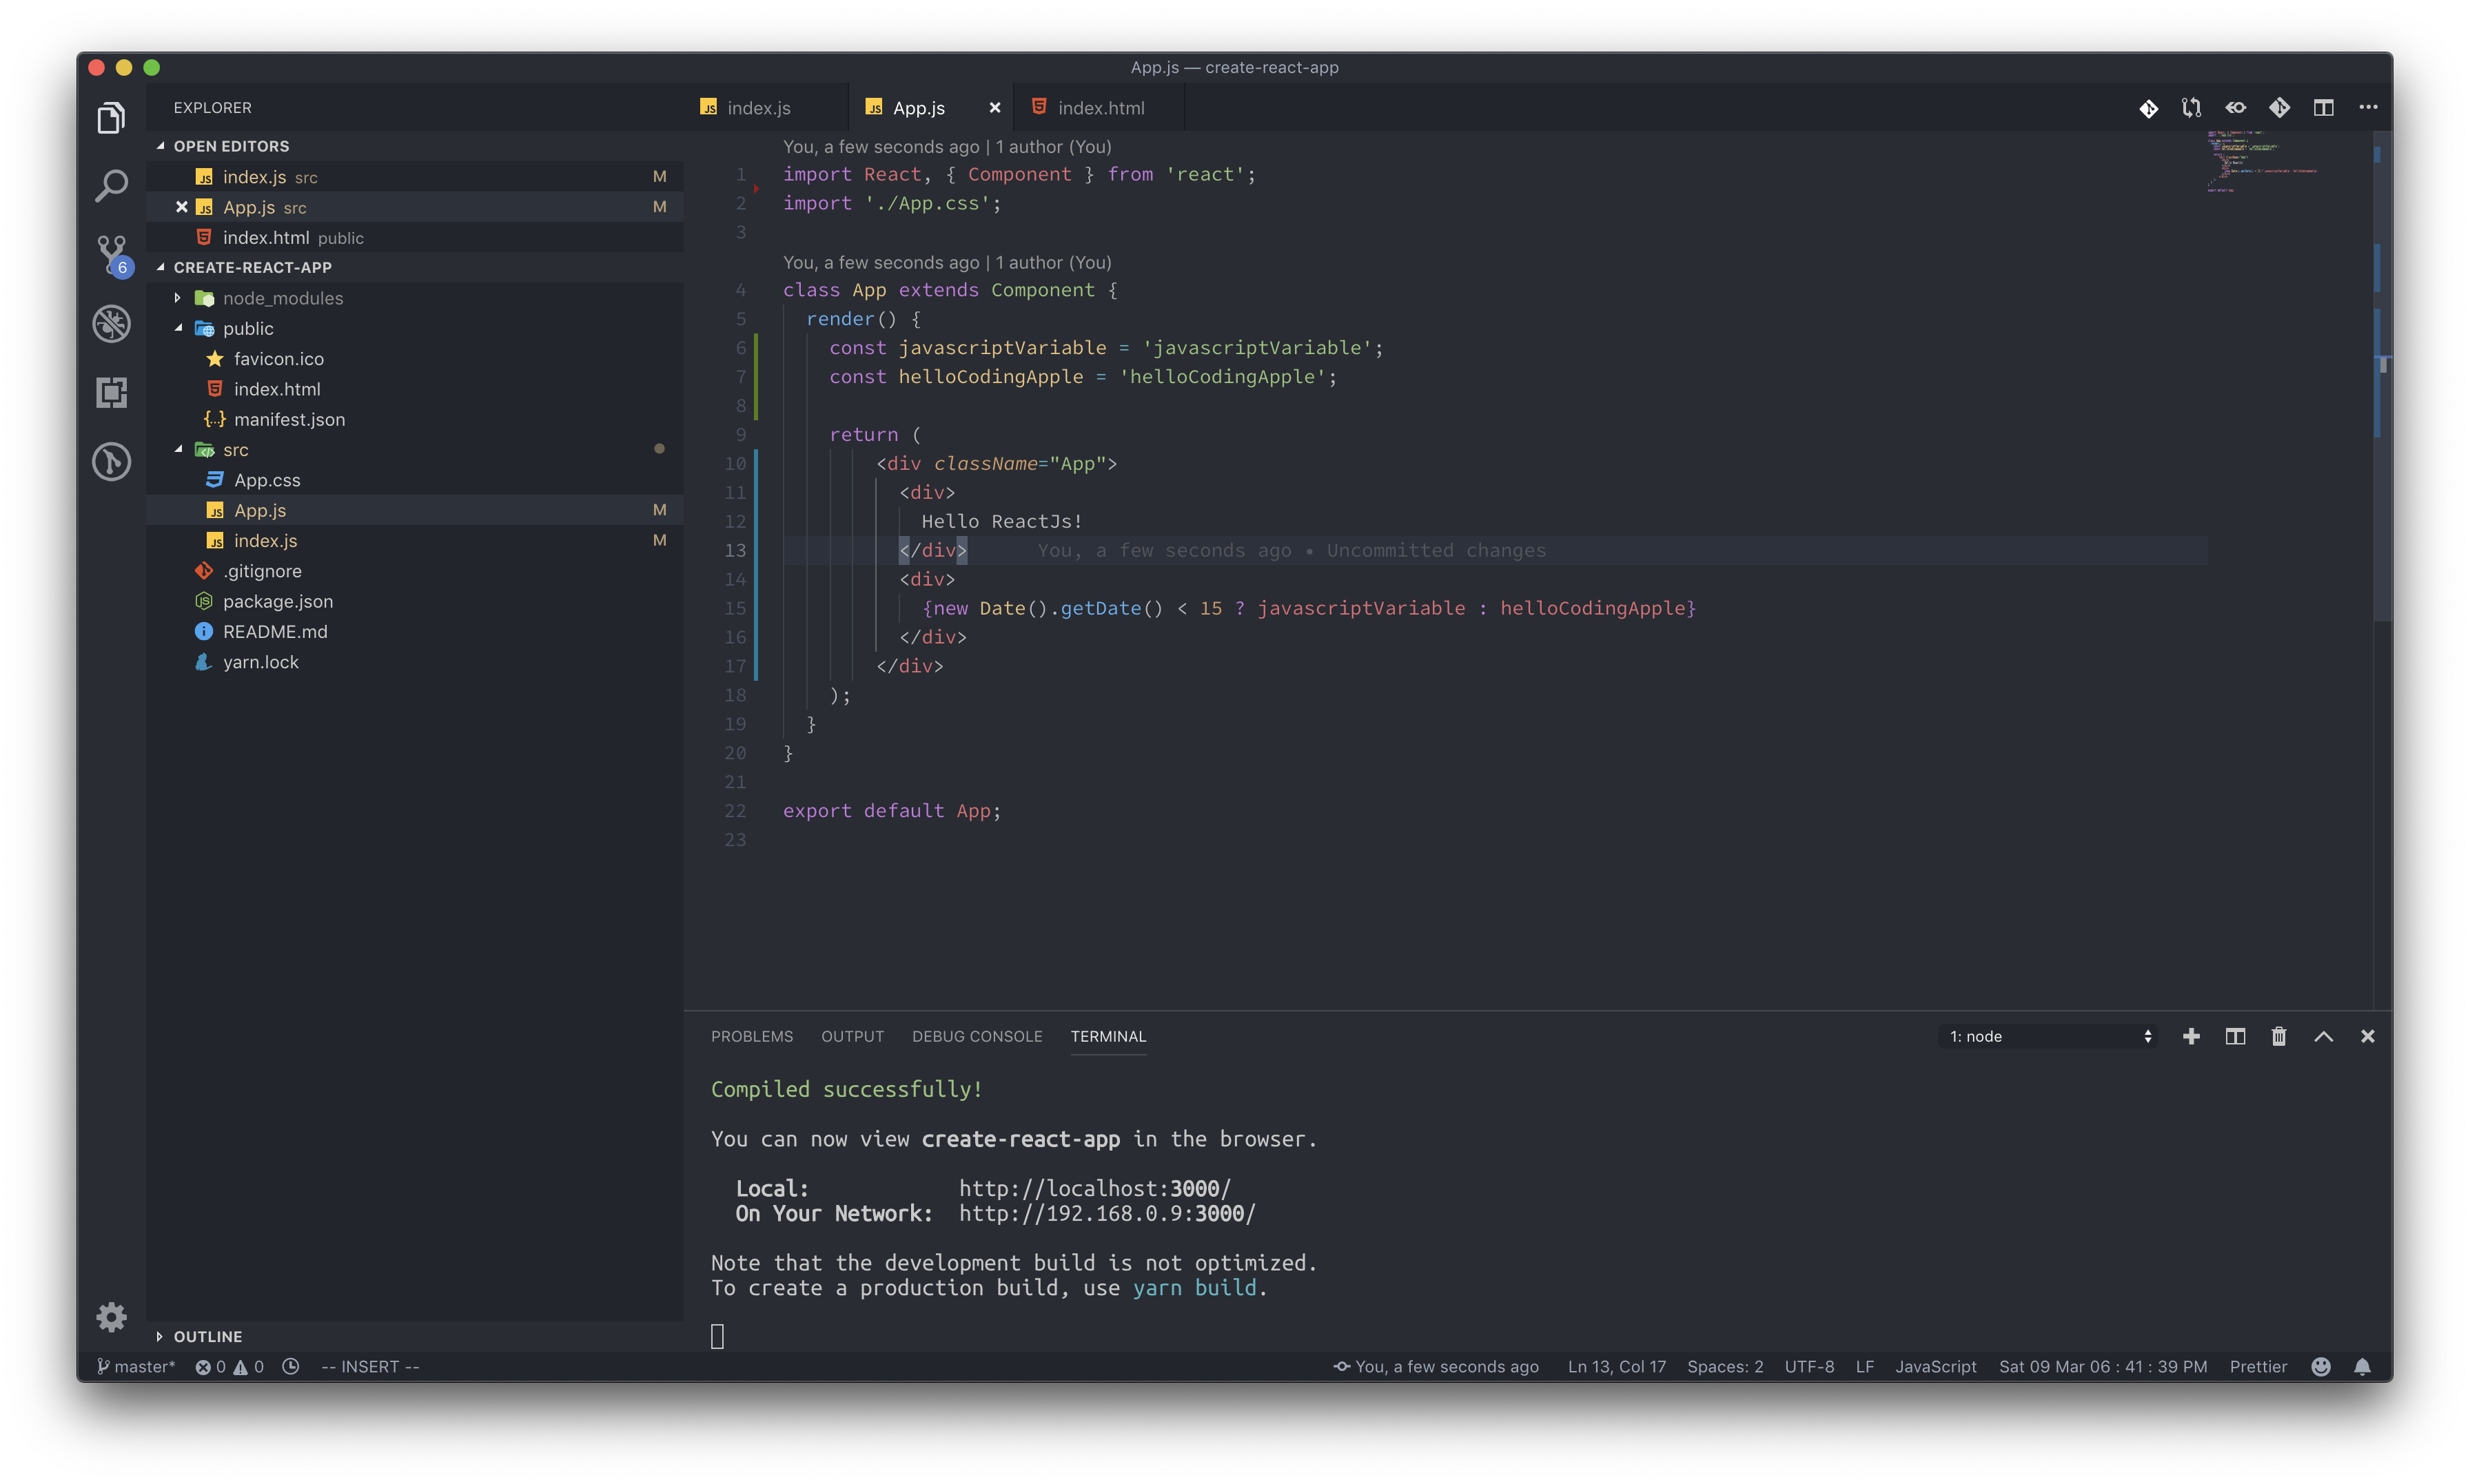 App.js — create-react-app
EXPLORER
OPEN EDITORS
index.js src M
App.js src M
index.html public
CREATE-REACT-APP
node_modules
public
favicon.ico
index.html
manifest.json
src
App.css
App.js M
index.js M
.gitignore
package.json
README.md
yarn.lock
OUTLINE
6
index.js
App.js
index.html
You, a few seconds ago | 1 author (You)
1 import React, { Component } from 'react';
2 import './App.css';
3
You, a few seconds ago | 1 author (You)
4 class App extends Component {
5 render() {
6 const javascriptVariable = 'javascriptVariable';
7 const helloCodingApple = 'helloCodingApple';
8
9 return (
10 <div className="App">
11 <div>
12 Hello ReactJs!
13 </div> You, a few seconds ago • Uncommitted changes
14 <div>
15 {new Date().getDate() < 15 ? javascriptVariable : helloCodingApple}
16 </div>
17 </div>
18 );
19 }
20 }
21
22 export default App;
23
PROBLEMS OUTPUT DEBUG CONSOLE TERMINAL 1: node
Compiled successfully!
You can now view create-react-app in the browser.
Local: http://localhost:3000/
On Your Network: http://192.168.0.9:3000/
Note that the development build is not optimized.
To create a production build, use yarn build.
master* 0 0 -- INSERT -- You, a few seconds ago Ln 13, Col 17 Spaces: 2 UTF-8 LF JavaScript Sat 09 Mar 06 : 41 : 39 PM Prettier